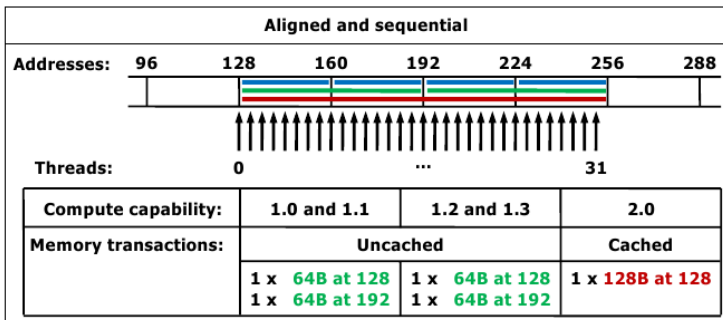 Aligned and sequential
Addresses: 96 128 160 192 224 256 288
Threads: 0 ... 31
Compute capability: 1.0 and 1.1 1.2 and 1.3 2.0
Memory transactions: Uncached Cached
1 x 64B at 128 1 x 64B at 128 1 x 128B at 128
1 x 64B at 192 1 x 64B at 192